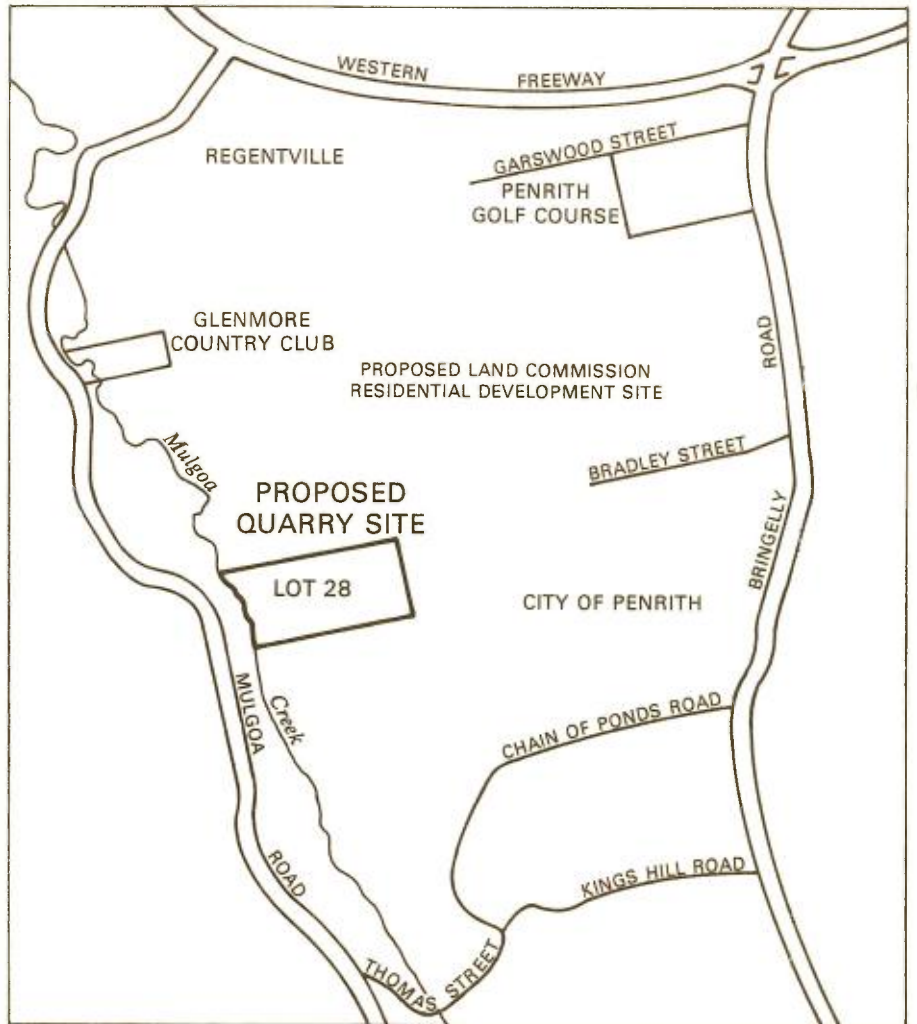 WESTERN FREEWAY
REGENTVILLE
GARSWOOD STREET
PENRITH
GOLF COURSE
GLENMORE
COUNTRY CLUB
ROAD
PROPOSED LAND COMMISSION
RESIDENTIAL DEVELOPMENT SITE
Mulgoa
BRADLEY STREET
PROPOSED
QUARRY SITE
BRINGELLY
LOT 28
CITY OF PENRITH
MULGOA
Creek
CHAIN OF PONDS ROAD
ROAD
KINGS HILL ROAD
THOMAS STREET